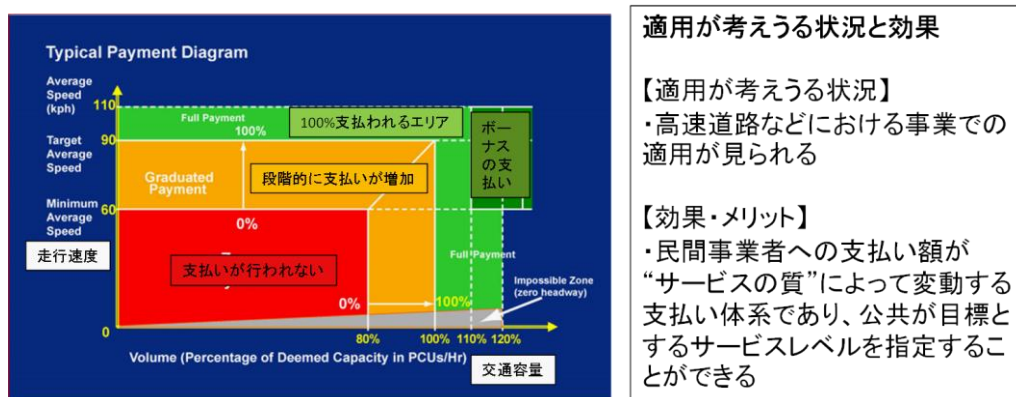 Typical Payment Diagram
Average
Speed
(kph)
110
Full Payment
100%
100%支払われるエリア
ボー
ナス
の支
払い
Target
Average
Speed
90
Graduated
Payment
段階的に支払いが増加
Minimum
Average
Speed
60
0%
走行速度
支払いが行われない
Full Payment
Impossible Zone
(zero headway)
0%
100%
0
80%
100%
110%
120%
Volume (Percentage of Deemed Capacity in PCUs/Hr)
交通容量
適用が考えうる状況と効果
【適用が考えうる状況】
・高速道路などにおける事業での
適用が見られる
【効果・メリット】
・民間事業者への支払い額が
“サービスの質”によって変動する
支払い体系であり、公共が目標と
するサービスレベルを指定するこ
とができる